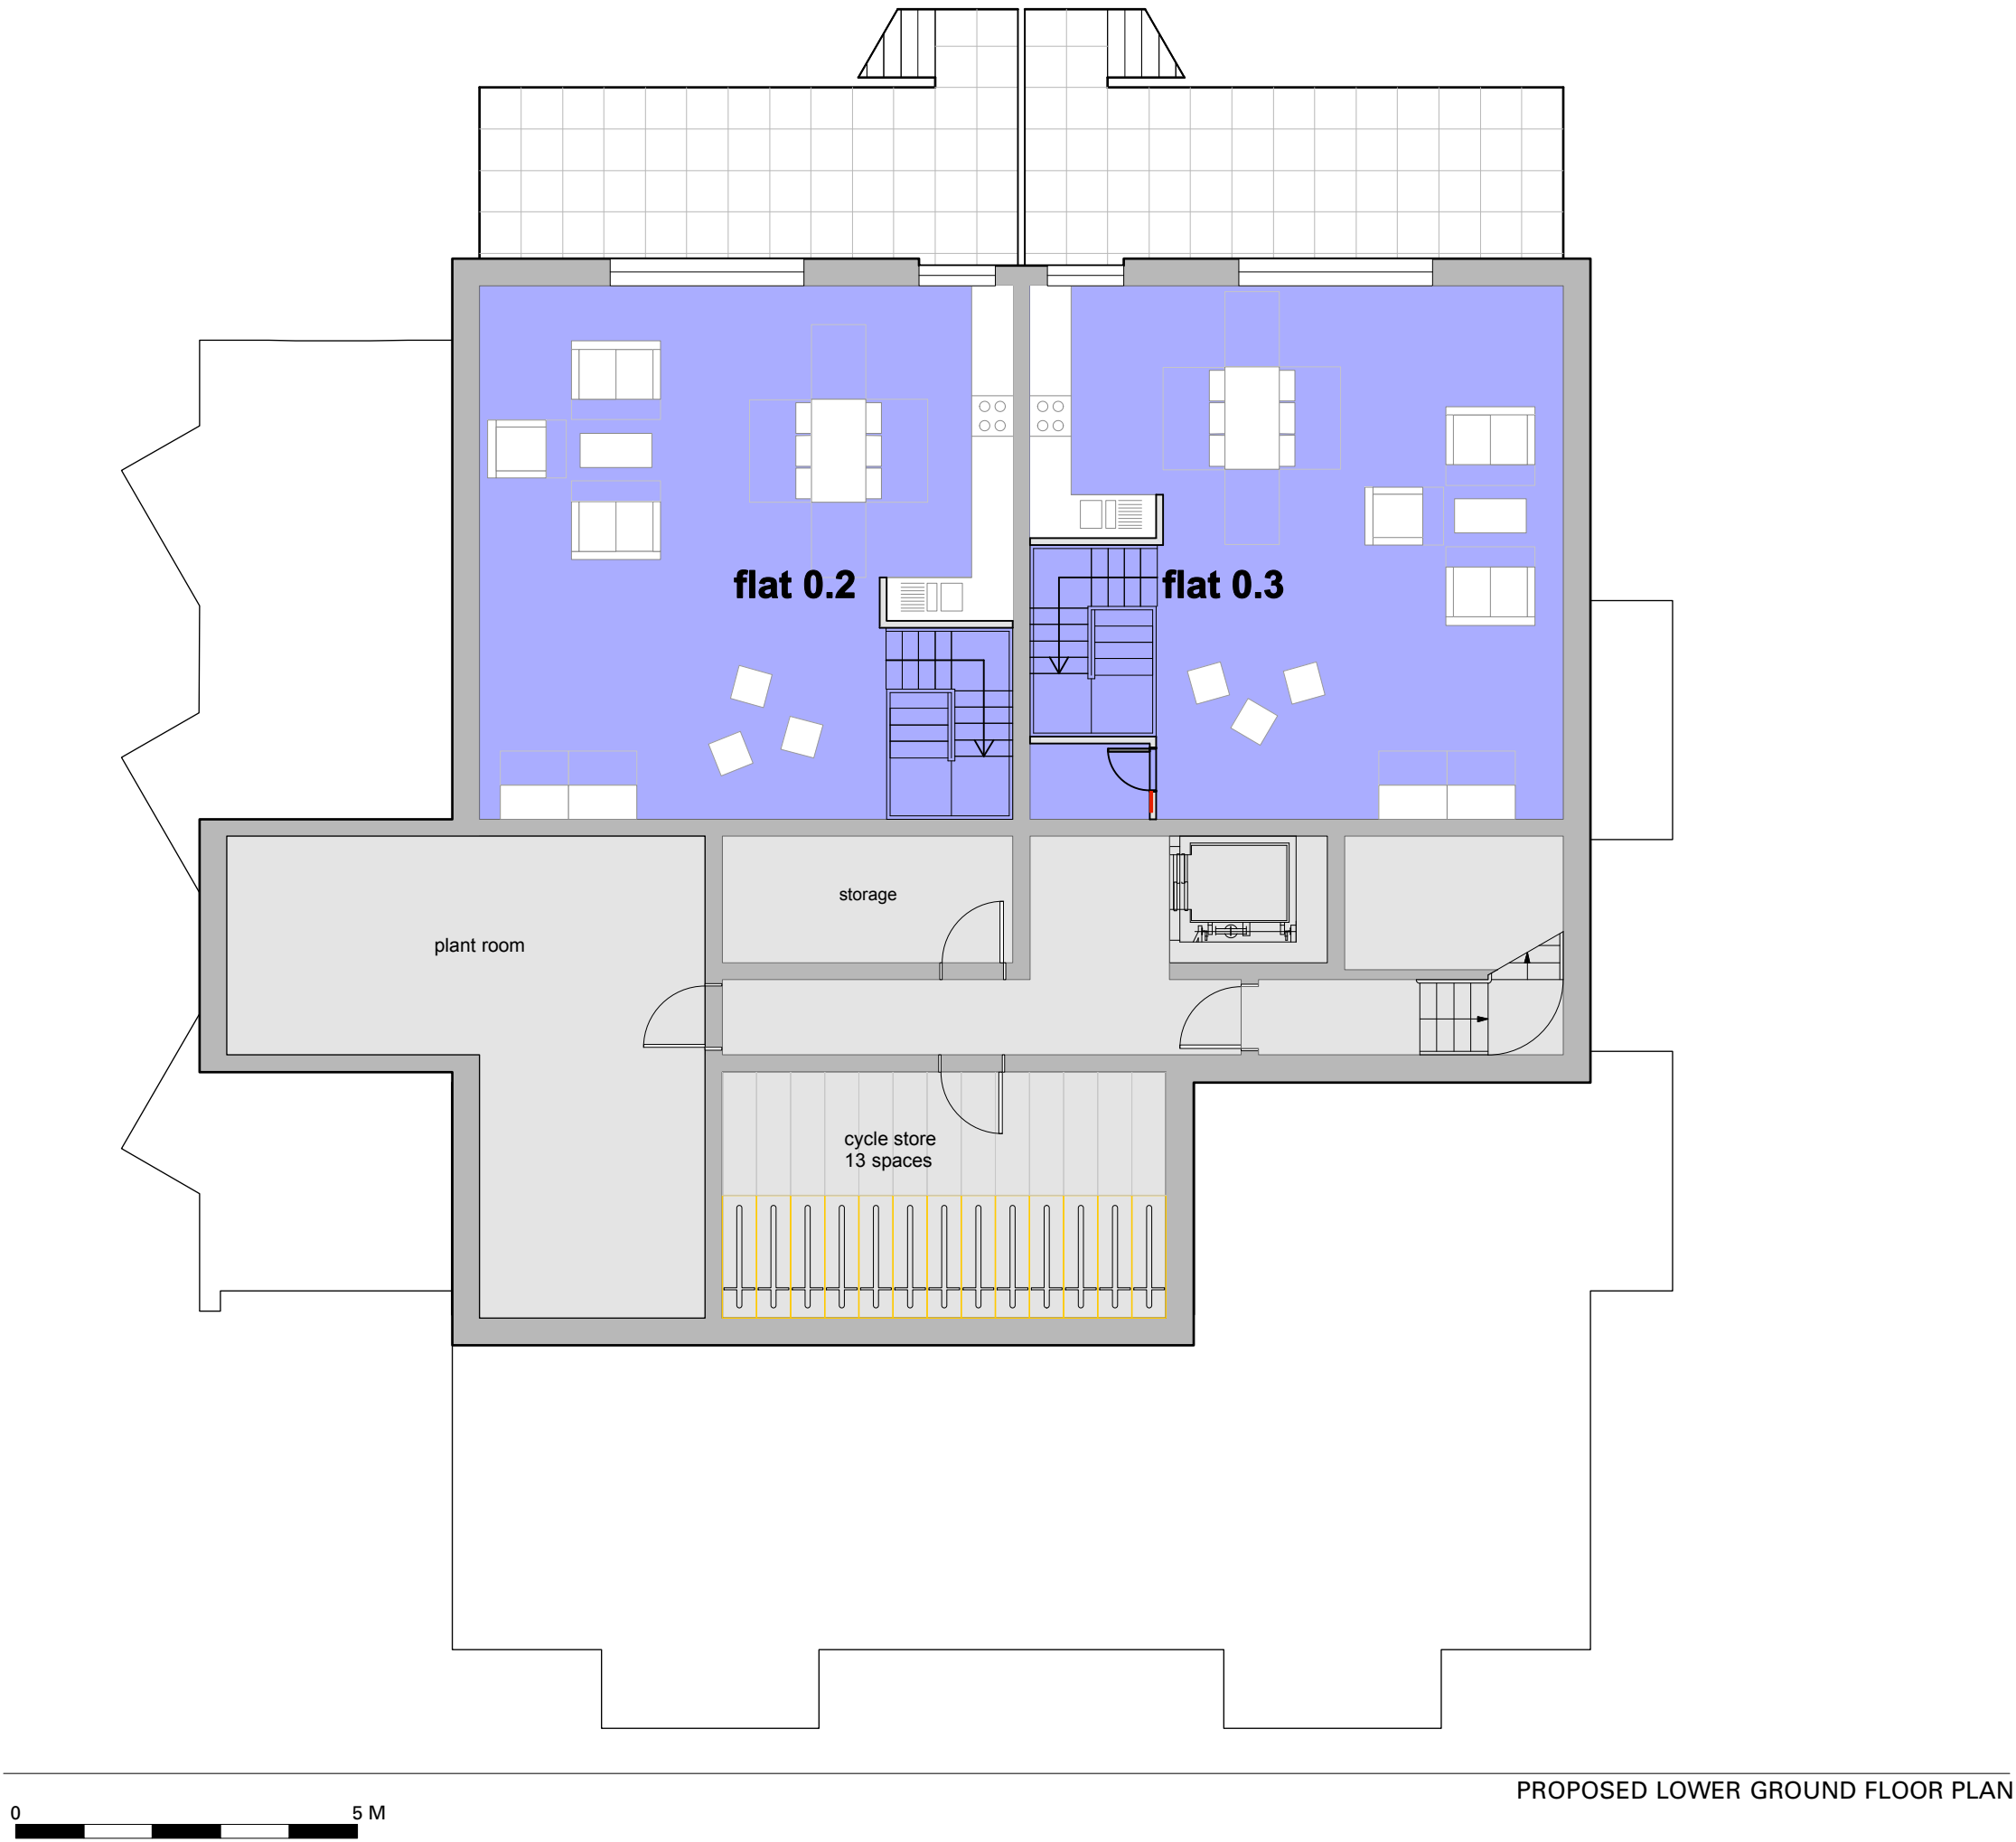 flat 0.2
flat 0.3
storage
plant room
cycle store
13 spaces
PROPOSED LOWER GROUND FLOOR PLAN
0
5 M